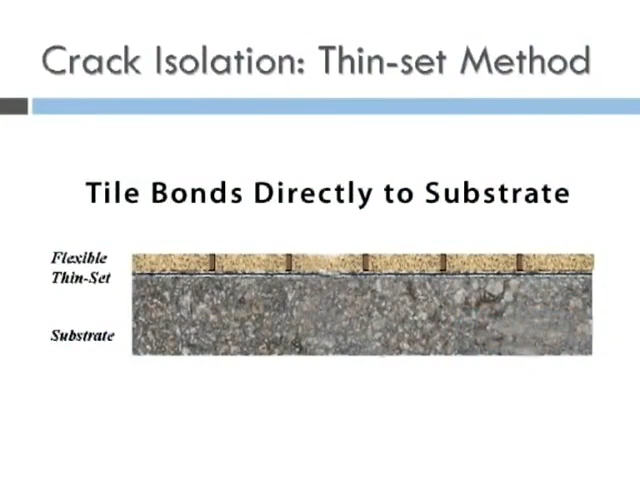 Crack Isolation: Thin-set Method
Tile Bonds Directly to Substrate
Flexible
Thin-Set
Substrate